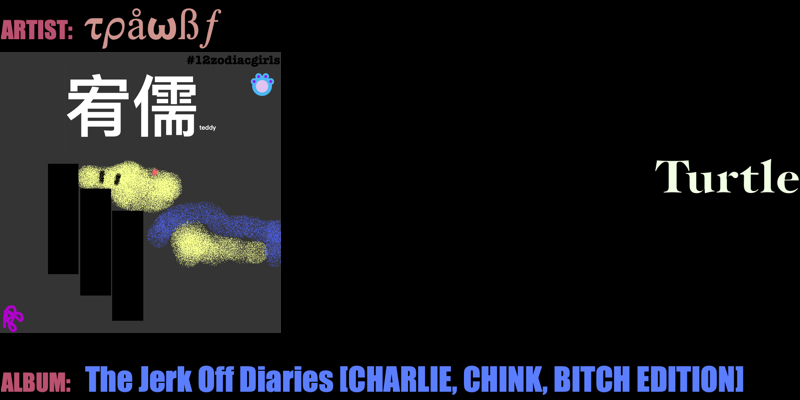 ARTIST: τρåωßƒ
#12zodiacgirls
宥儒
teddy
Turtle
ALBUM: The Jerk Off Diaries [CHARLIE, CHINK, BITCH EDITION]